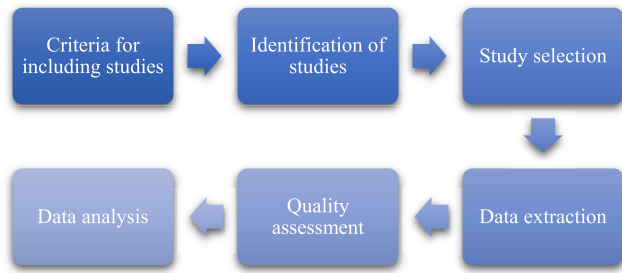 Criteria for
including studies
Identification of
studies
Study selection
Data extraction
Quality
assessment
Data analysis